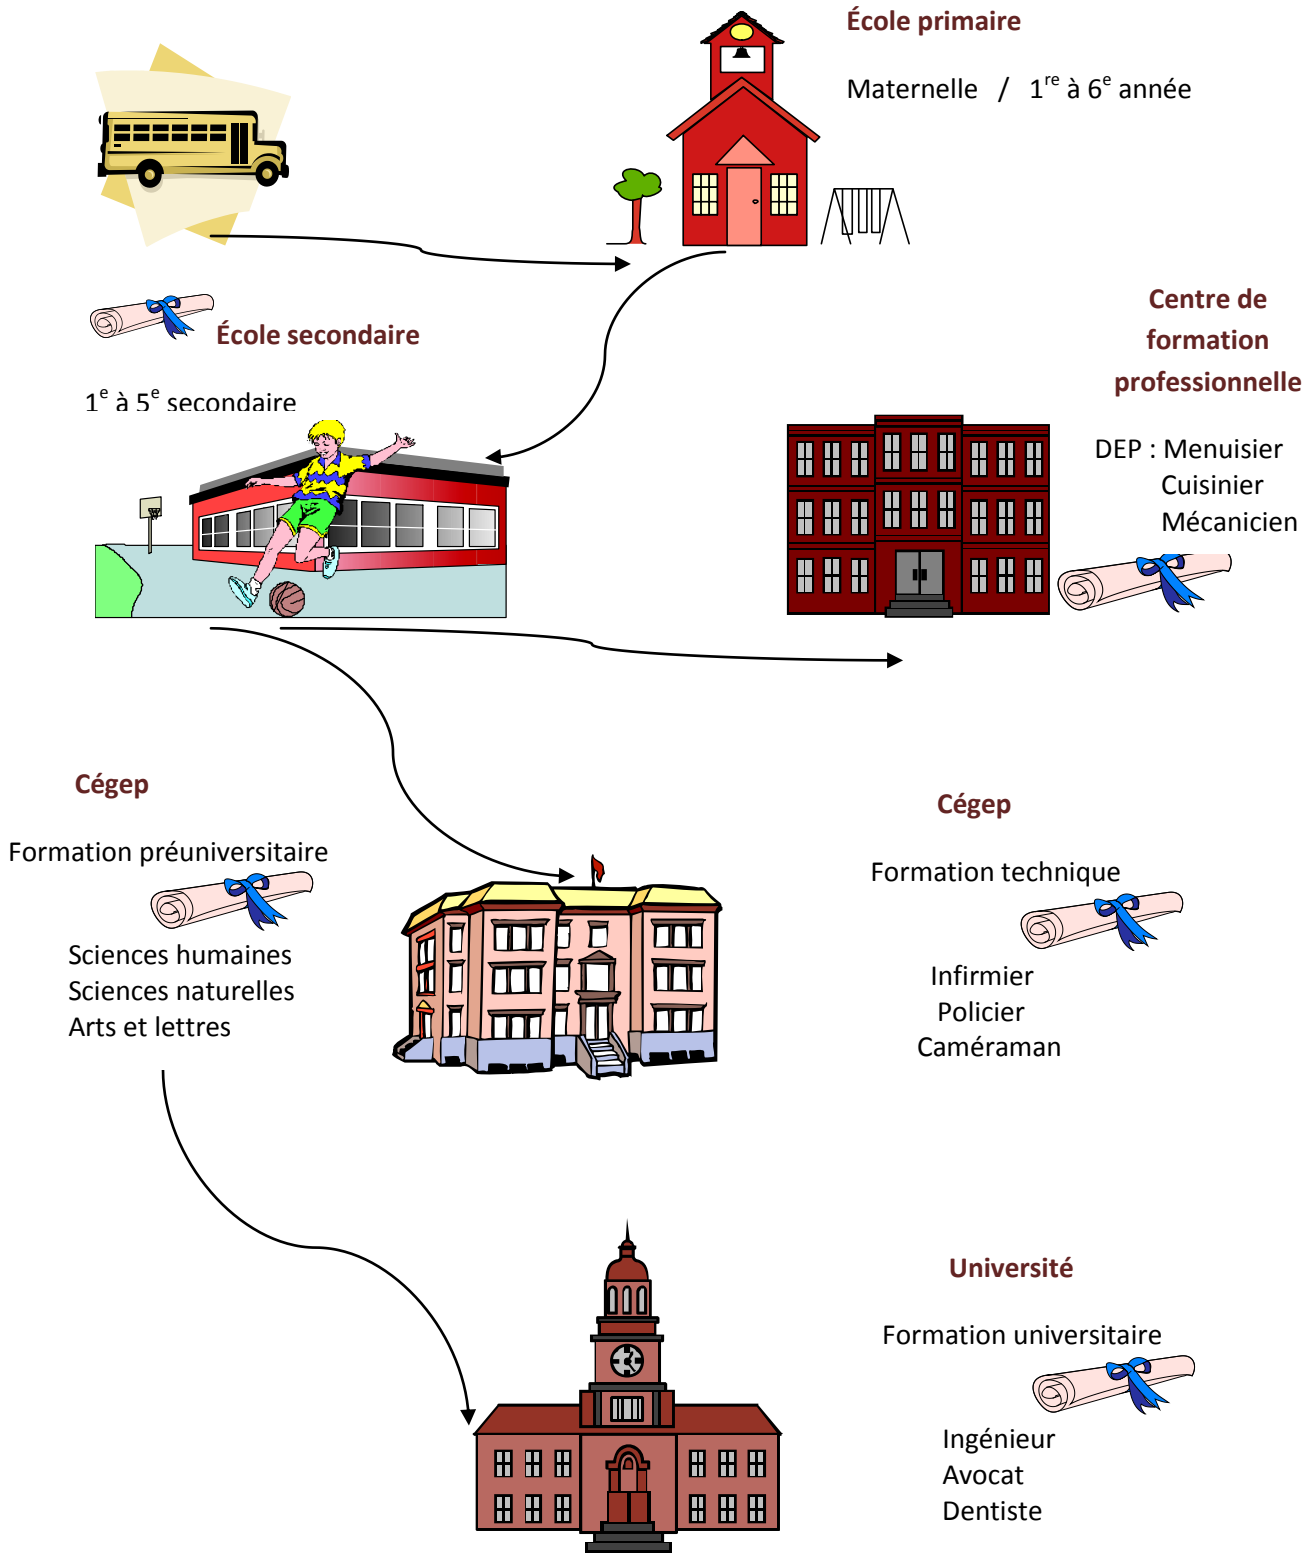 École primaire
Maternelle / 1re à 6e année
École secondaire
1e à 5e secondaire
Centre de
formation
professionnelle
DEP : Menuisier
Cuisinier
Mécanicien
Cégep
Formation préuniversitaire
Sciences humaines
Sciences naturelles
Arts et lettres
Cégep
Formation technique
Infirmier
Policier
Caméraman
Université
Formation universitaire
Ingénieur
Avocat
Dentiste